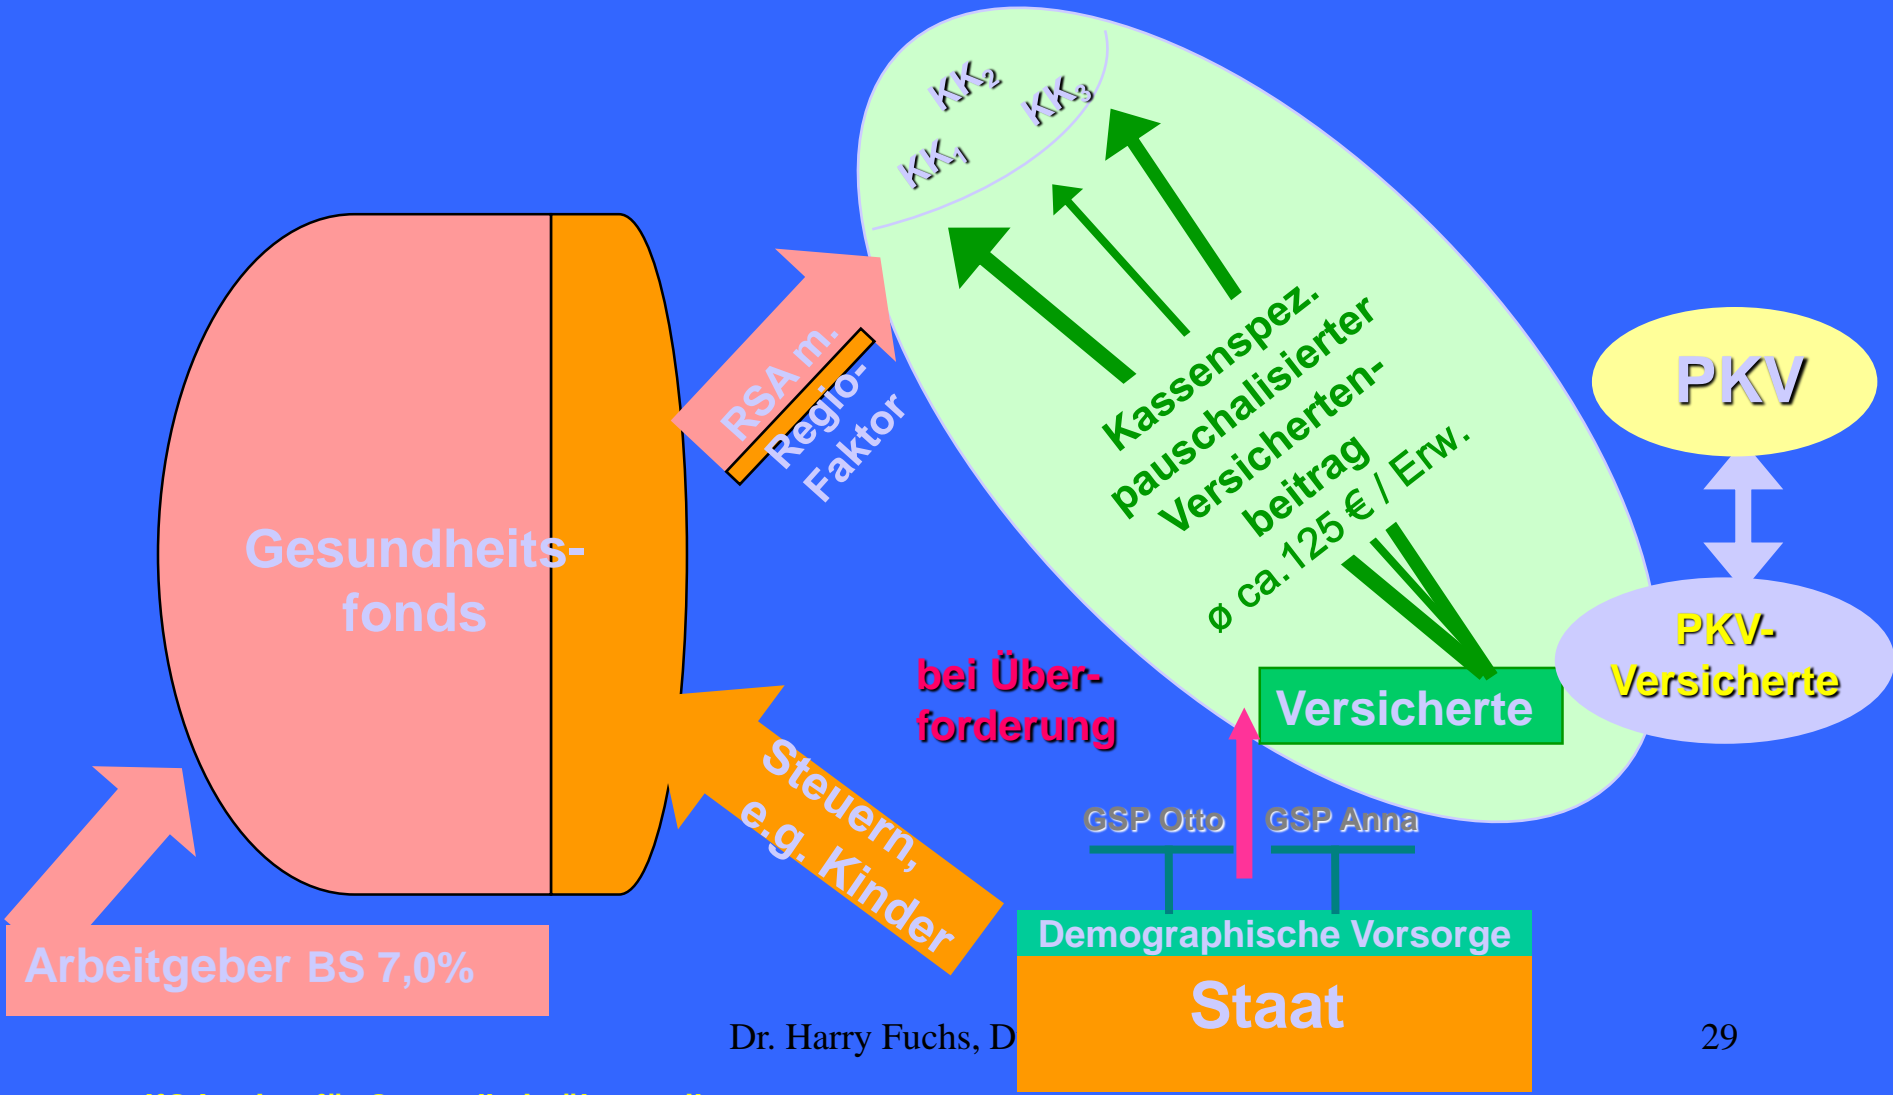 KK₂
KK₃
KK₁
RSA m.
Regio-
Faktor
Kassenspez.
pauschalisierter
Versicherten-
beitrag
ø ca. 125 € / Erw.
PKV
Gesundheits-
fonds
PKV-
Versicherte
bei Über-
forderung
Versicherte
Steuern,
e.g. Kinder
GSP Otto
GSP Anna
Demographische Vorsorge
Arbeitgeber BS 7,0%
Staat
Dr. Harry Fuchs, D
29